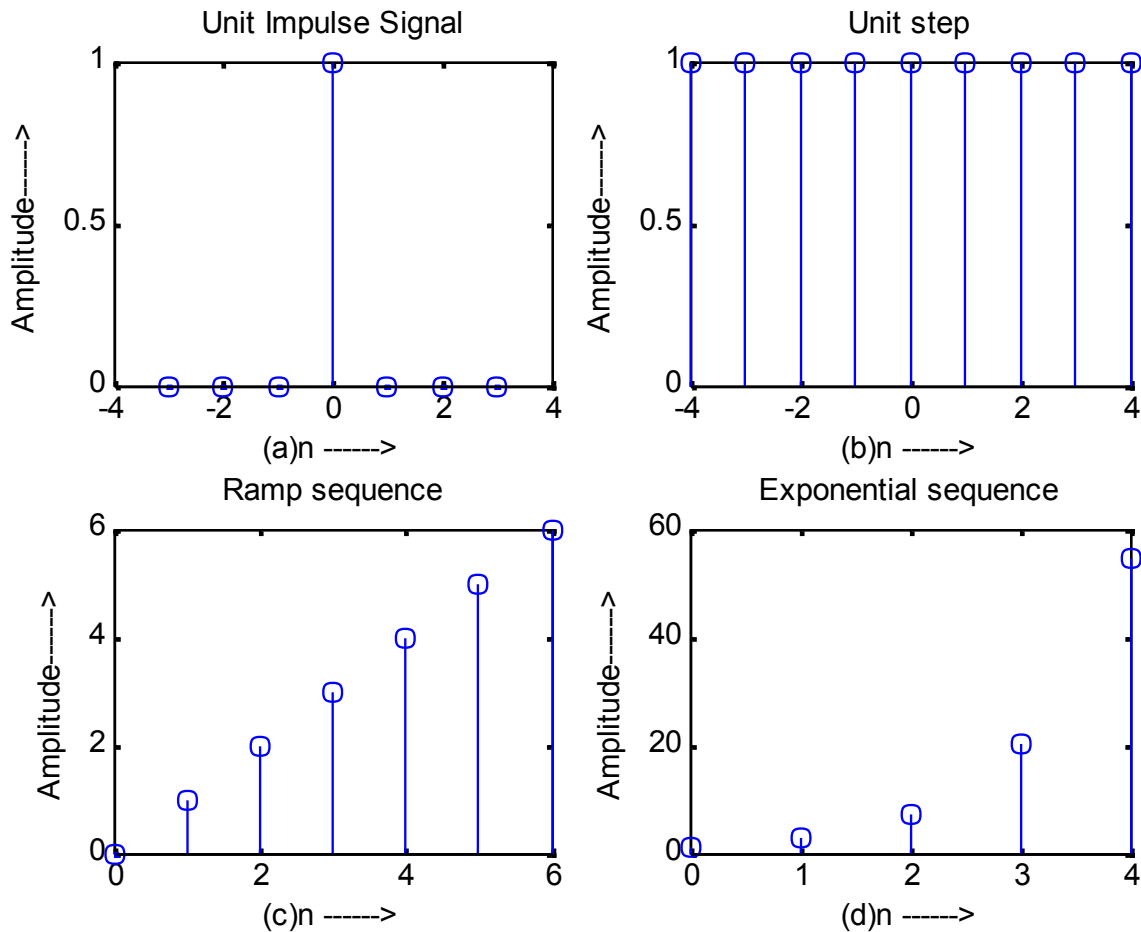 Unit Impulse Signal
Amplitude------>
1
0.5
0
-4 -2 0 2 4
(a)n ------>
Unit step
Amplitude------>
1
0.5
0
-4 -2 0 2 4
(b)n ------>
Ramp sequence
Amplitude------>
6
4
2
0
0 2 4 6
(c)n ------>
Exponential sequence
Amplitude------>
60
40
20
0
0 1 2 3 4
(d)n ------>